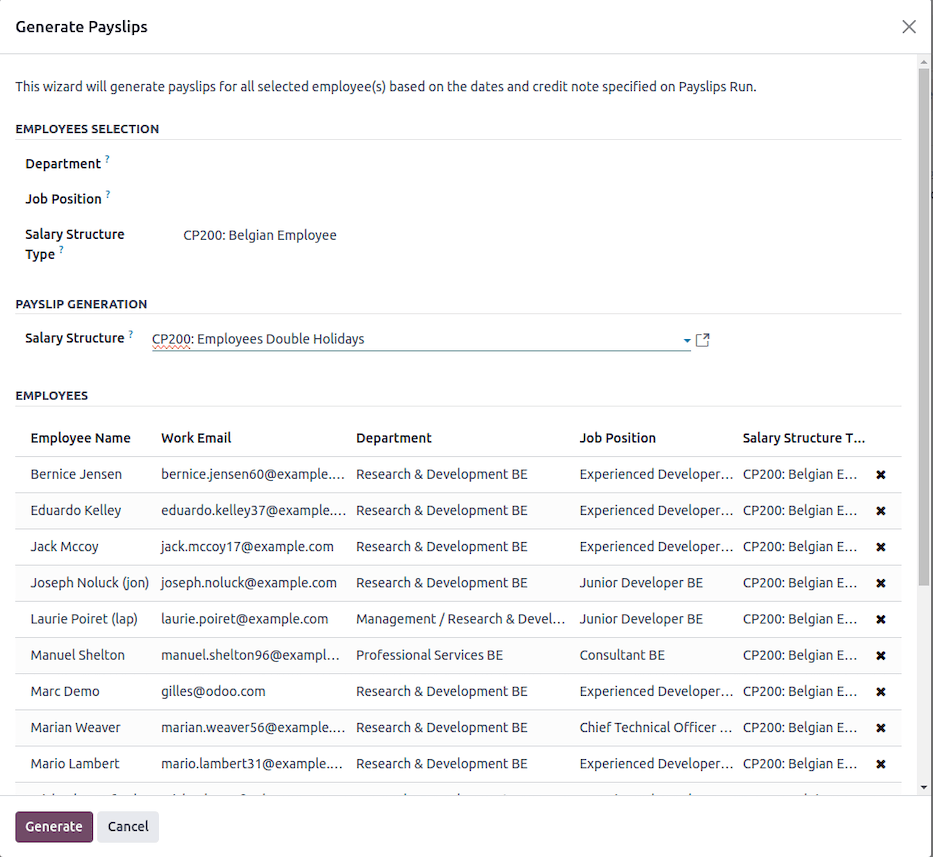 Generate Payslips
This wizard will generate payslips for all selected employee(s) based on the dates and credit note specified on Payslips Run.
EMPLOYEES SELECTION
Department ?
Job Position ?
Salary Structure CP200: Belgian Employee
Type ?
PAYSLIP GENERATION
Salary Structure ? CP200: Employees Double Holidays
EMPLOYEES
Employee Name Work Email Department Job Position Salary Structure T...
Bernice Jensen bernice.jensen60@example.... Research & Development BE Experienced Developer... CP200: Belgian E...
Eduardo Kelley eduardo.kelley37@example.... Research & Development BE Experienced Developer... CP200: Belgian E...
Jack Mccoy jack.mccoy17@example.com Research & Development BE Experienced Developer... CP200: Belgian E...
Joseph Noluck (jon) joseph.noluck@example.com Research & Development BE Junior Developer BE CP200: Belgian E...
Laurie Poiret (lap) laurie.poiret@example.com Management / Research & Devel... Junior Developer BE CP200: Belgian E...
Manuel Shelton manuel.shelton96@exampl... Professional Services BE Consultant BE CP200: Belgian E...
Marc Demo gilles@odoo.com Research & Development BE Experienced Developer... CP200: Belgian E...
Marian Weaver marian.weaver56@example.... Research & Development BE Chief Technical Officer ... CP200: Belgian E...
Mario Lambert mario.lambert31@example.... Research & Development BE Experienced Developer... CP200: Belgian E...
Generate Cancel